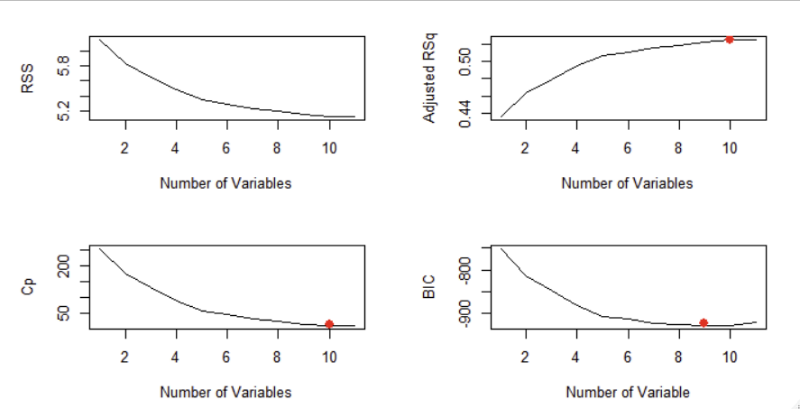 RSS
5.8
5.2
2 4 6 8 10
Number of Variables
Adjusted RSq
0.50
0.44
2 4 6 8 10
Number of Variables
Cp
200
50
2 4 6 8 10
Number of Variables
BIC
-800
-900
2 4 6 8 10
Number of Variable